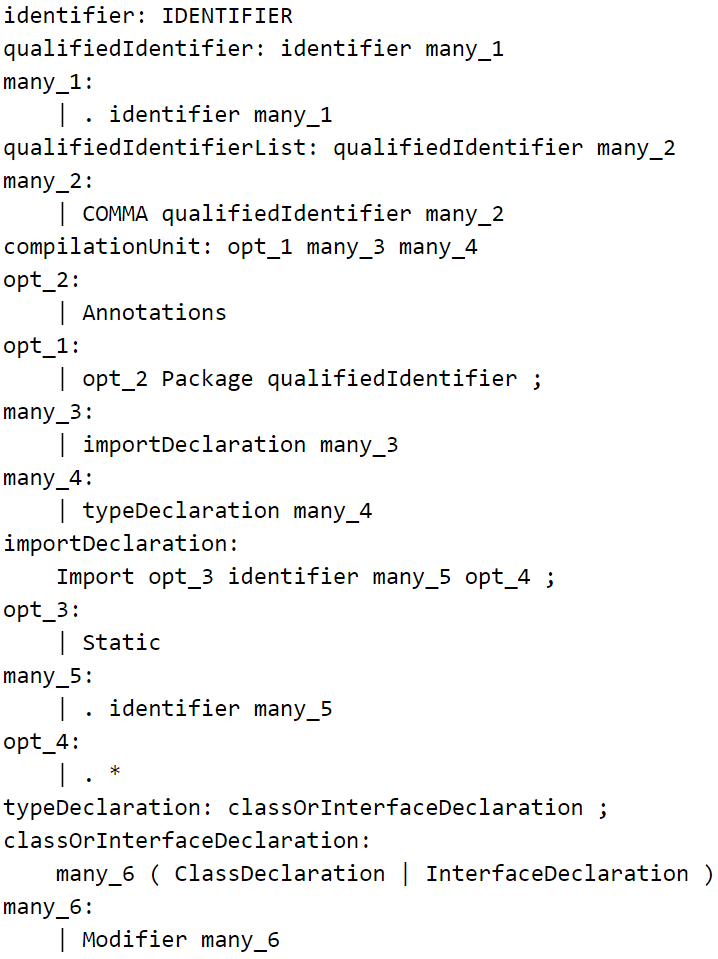 identifier: IDENTIFIER
qualifiedIdentifier: identifier many_1
many_1:
    | . identifier many_1
qualifiedIdentifierList: qualifiedIdentifier many_2
many_2:
    | COMMA qualifiedIdentifier many_2
compilationUnit: opt_1 many_3 many_4
opt_2:
    | Annotations
opt_1:
    | opt_2 Package qualifiedIdentifier ;
many_3:
    | importDeclaration many_3
many_4:
    | typeDeclaration many_4
importDeclaration:
    Import opt_3 identifier many_5 opt_4 ;
opt_3:
    | Static
many_5:
    | . identifier many_5
opt_4:
    | . *
typeDeclaration: classOrInterfaceDeclaration ;
classOrInterfaceDeclaration:
    many_6 ( ClassDeclaration | InterfaceDeclaration )
many_6:
    | Modifier many_6